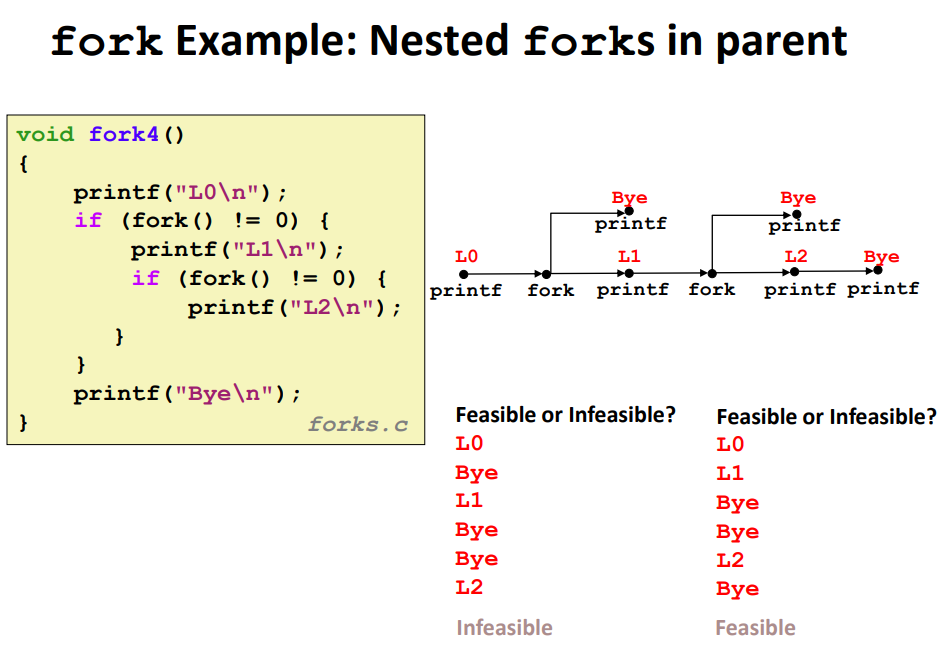 fork Example: Nested forks in parent
void fork4()
{
    printf("L0\n");
    if (fork() != 0) {
        printf("L1\n");
        if (fork() != 0) {
            printf("L2\n");
        }
    }
    printf("Bye\n");
}
forks.c
Bye Bye
printf printf
L0 L1 L2 Bye
printf fork printf fork printf printf
Feasible or Infeasible?
L0
Bye
L1
Bye
Bye
L2
Infeasible
Feasible or Infeasible?
L0
L1
Bye
Bye
L2
Bye
Feasible